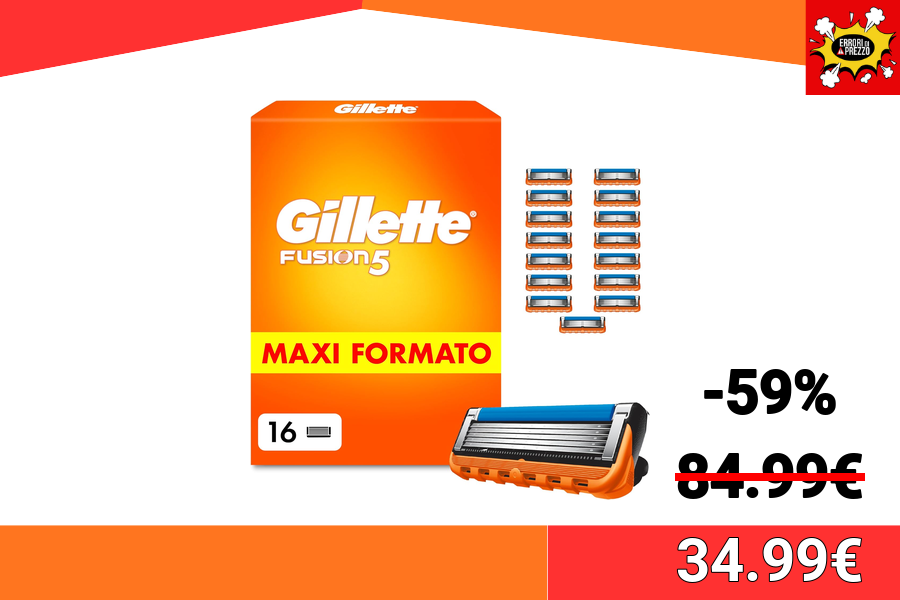 ERRORI DI
PREZZO
Gillette
Gillette®
FUSION5
MAXI FORMATO
16
-59%
84.99€
34.99€